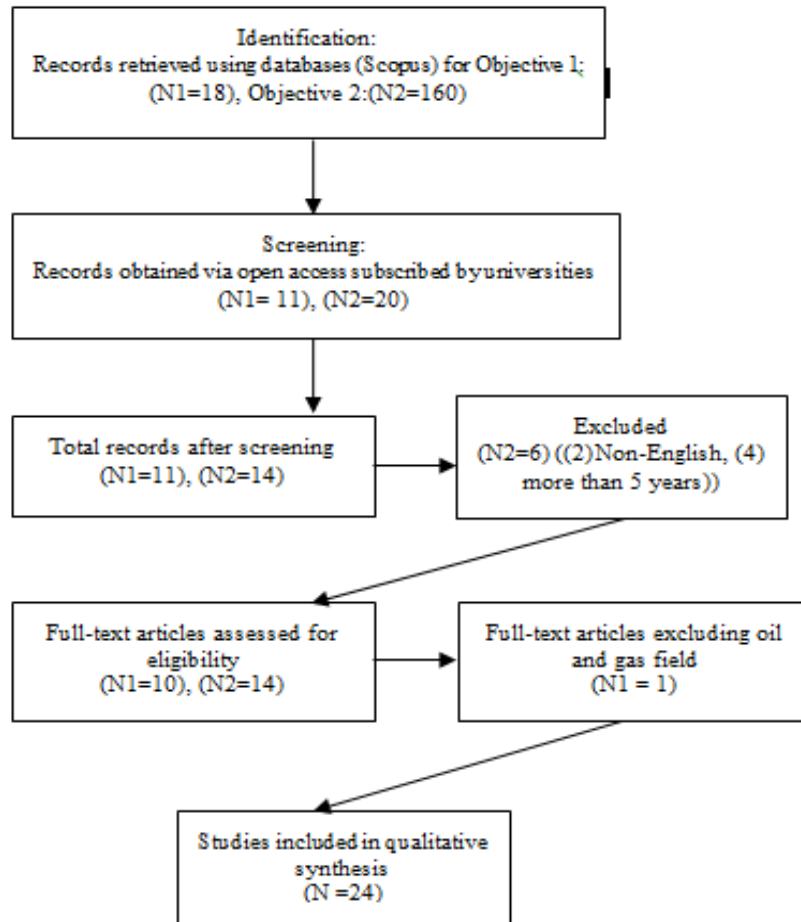 Identification:
Records retrieved using databases (Scopus) for Objective 1;
(N1=18), Objective 2:(N2=160)
Screening:
Records obtained via open access subscribed by universities
(N1= 11), (N2=20)
Total records after screening
(N1=11), (N2=14)
Excluded
(N2=6) ((2)Non-English, (4)
more than 5 years))
Full-text articles assessed for
eligibility
(N1=10), (N2=14)
Full-text articles excluding oil
and gas field
(N1 = 1)
Studies included in qualitative
synthesis
(N =24)